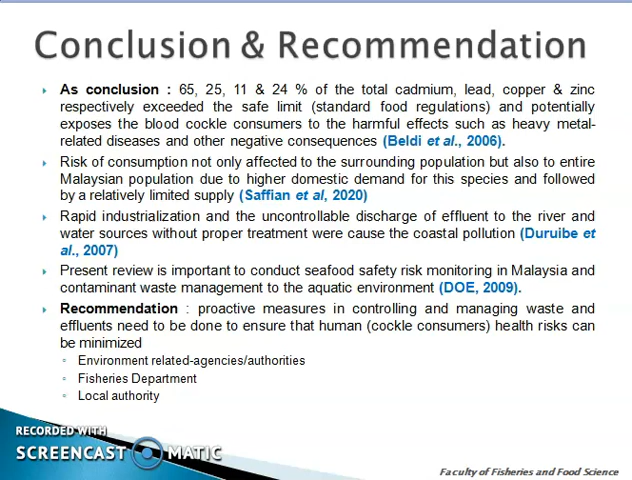 Conclusion & Recommendation
As conclusion : 65, 25, 11 & 24 % of the total cadmium, lead, copper & zinc
respectively exceeded the safe limit (standard food regulations) and potentially
exposes the blood cockle consumers to the harmful effects such as heavy metal-
related diseases and other negative consequences (Beldi et al., 2006).
Risk of consumption not only affected to the surrounding population but also to entire
Malaysian population due to higher domestic demand for this species and followed
by a relatively limited supply (Saffian et al, 2020)
Rapid industrialization and the uncontrollable discharge of effluent to the river and
water sources without proper treatment were cause the coastal pollution (Duruibe et
al., 2007)
Present review is important to conduct seafood safety risk monitoring in Malaysia and
contaminant waste management to the aquatic environment (DOE, 2009).
Recommendation : proactive measures in controlling and managing waste and
effluents need to be done to ensure that human (cockle consumers) health risks can
be minimized
Environment related-agencies/authorities
Fisheries Department
Local authority
RECORDED WITH
SCREENCAST MATIC
Faculty of Fisheries and Food Science